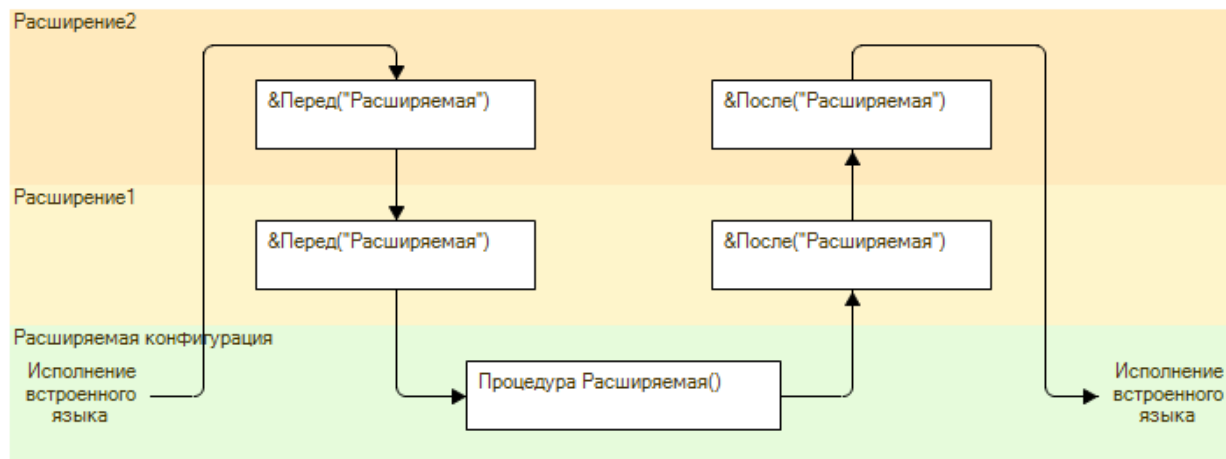 Расширение2
&Перед("Расширяемая")
&После("Расширяемая")
Расширение1
&Перед("Расширяемая")
&После("Расширяемая")
Расширяемая конфигурация
Исполнение
встроенного
языка
Процедура Расширяемая()
Исполнение
встроенного
языка